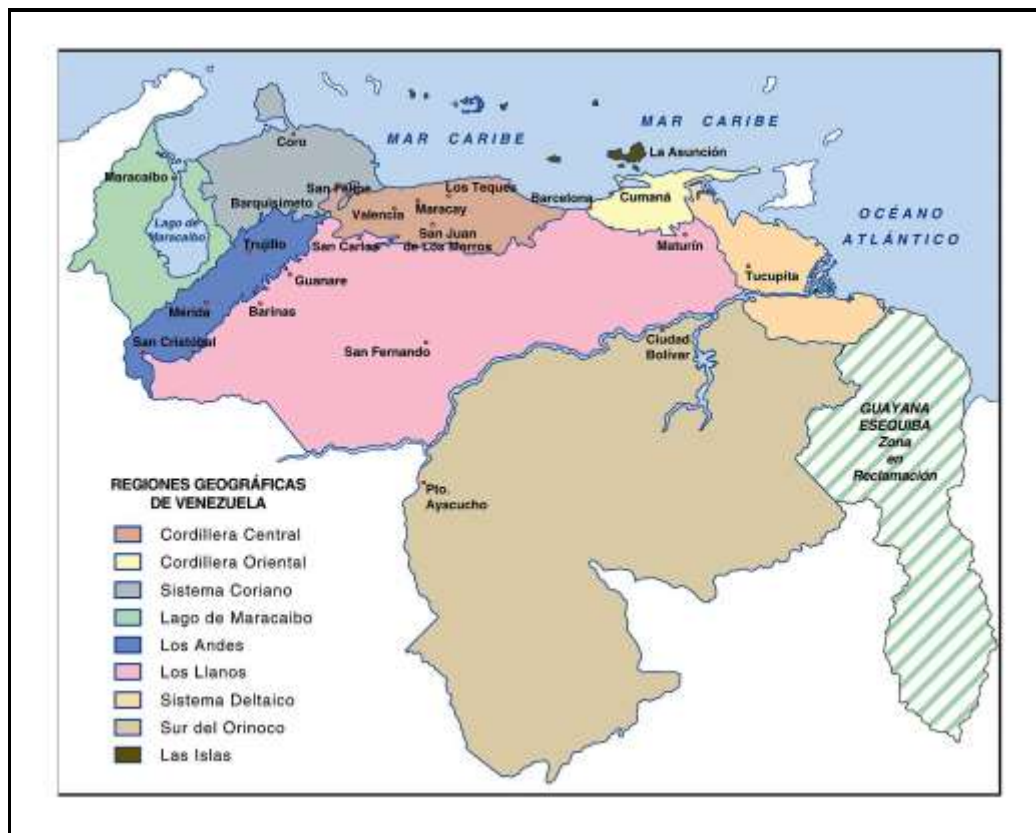 Coro
MAR CARIBE
MAR CARIBE
La Asunción
Maracaibo
San Felipe
Los Teques
Barcelona
Cumaná
Barquisimeto
Valencia
Maracay
OCÉANO
ATLÁNTICO
Lago de
Maracaibo
Trujillo
San Carlos
San Juan
de Los Morros
Maturín
Guanare
Tucupita
Mérida
Barinas
San Cristóbal
San Fernando
Ciudad
Bolívar
GUAYANA
ESEQUIBA
Zona
en
Reclamación
Pto.
Ayacucho
REGIONES GEOGRÁFICAS
DE VENEZUELA
Cordillera Central
Cordillera Oriental
Sistema Coriano
Lago de Maracaibo
Los Andes
Los Llanos
Sistema Deltaico
Sur del Orinoco
Las Islas